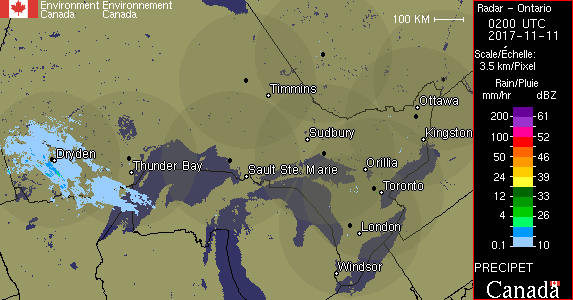 Environment Environnement
Canada Canada
100 KM
Timmins
Ottawa
Sudbury
Kingston
Dryden
Thunder Bay
Sault Ste. Marie
Orillia
Toronto
London
Windsor
Radar - Ontario
0200 UTC
2017-11-11
Scale/Échelle:
3.5 km/Pixel
Rain/Pluie
mm/hr dBZ
200 61
100 52
50 46
24 39
12 33
4 26
0.1 10
PRECIPET
Canada